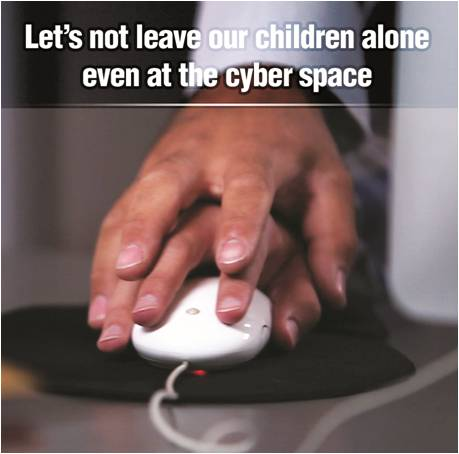 Let's not leave our children alone
even at the cyber space